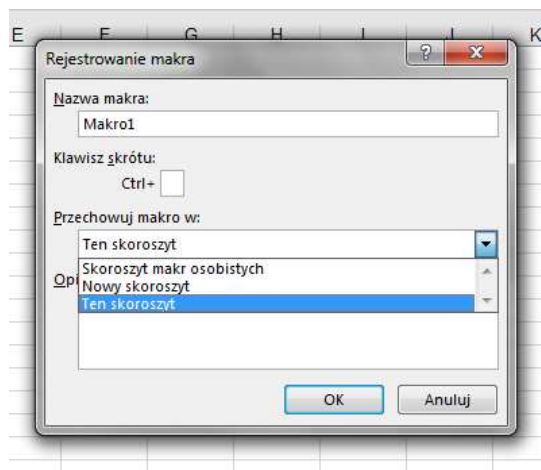 E F G H I J K
Rejestrowanie makra
Nazwa makra:
Makro1
Klawisz skrótu:
Ctrl+
Przechowuj makro w:
Ten skoroszyt
Skoroszyt makr osobistych
Opi
Nowy skoroszyt
Ten skoroszyt
OK Anuluj